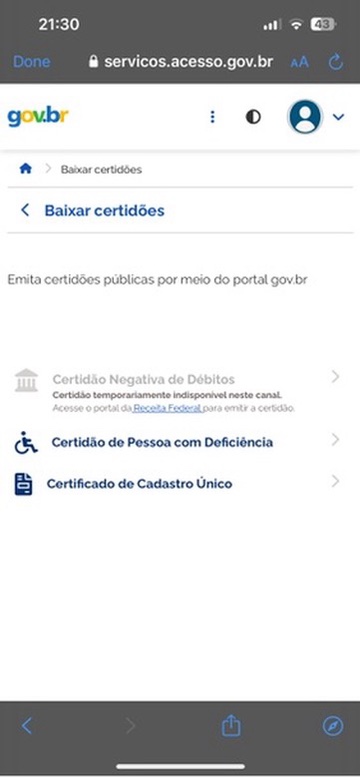 21:30
43
Done
servicos.acesso.gov.br
AA
gov.br
Baixar certidões
Baixar certidões
Emita certidões públicas por meio do portal gov.br
Certidão Negativa de Débitos
Certidão temporariamente indisponível neste canal.
Acesse o portal da Receita Federal para emitir a certidão.
Certidão de Pessoa com Deficiência
Certificado de Cadastro Único